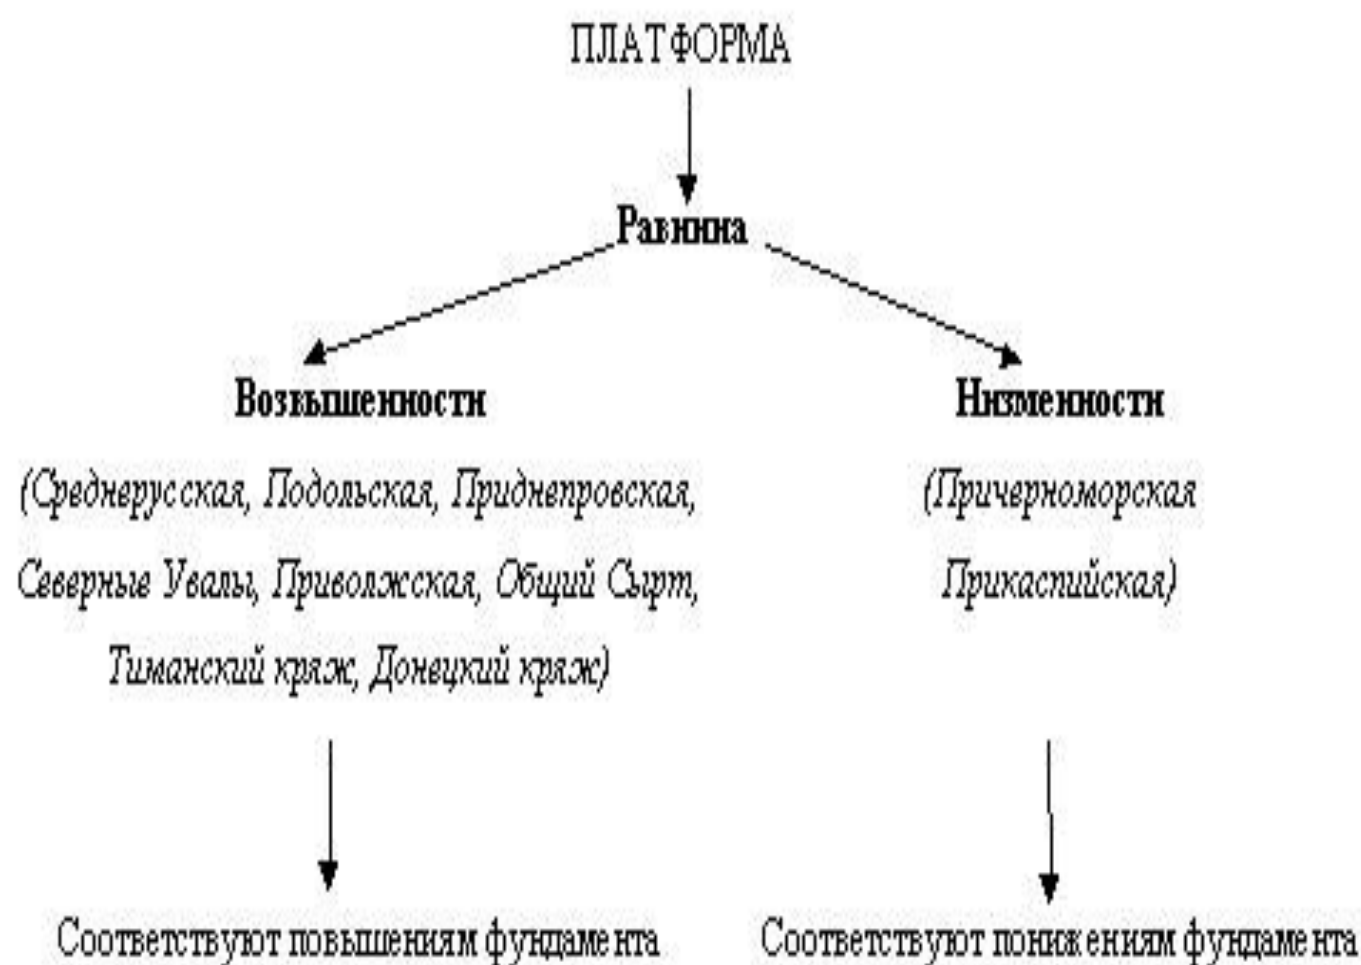 ПЛАТФОРМА
Равнина
Возвышенности
(Среднерусская, Подольская, Приднепровская,
Северные Увалы, Приволжская, Общий Сырт,
Тиманский кряж, Донецкий кряж)
Соответствуют повышениям фундамента
Низменности
(Причерноморская
Прикаспийская)
Соответствуют понижениям фундамента